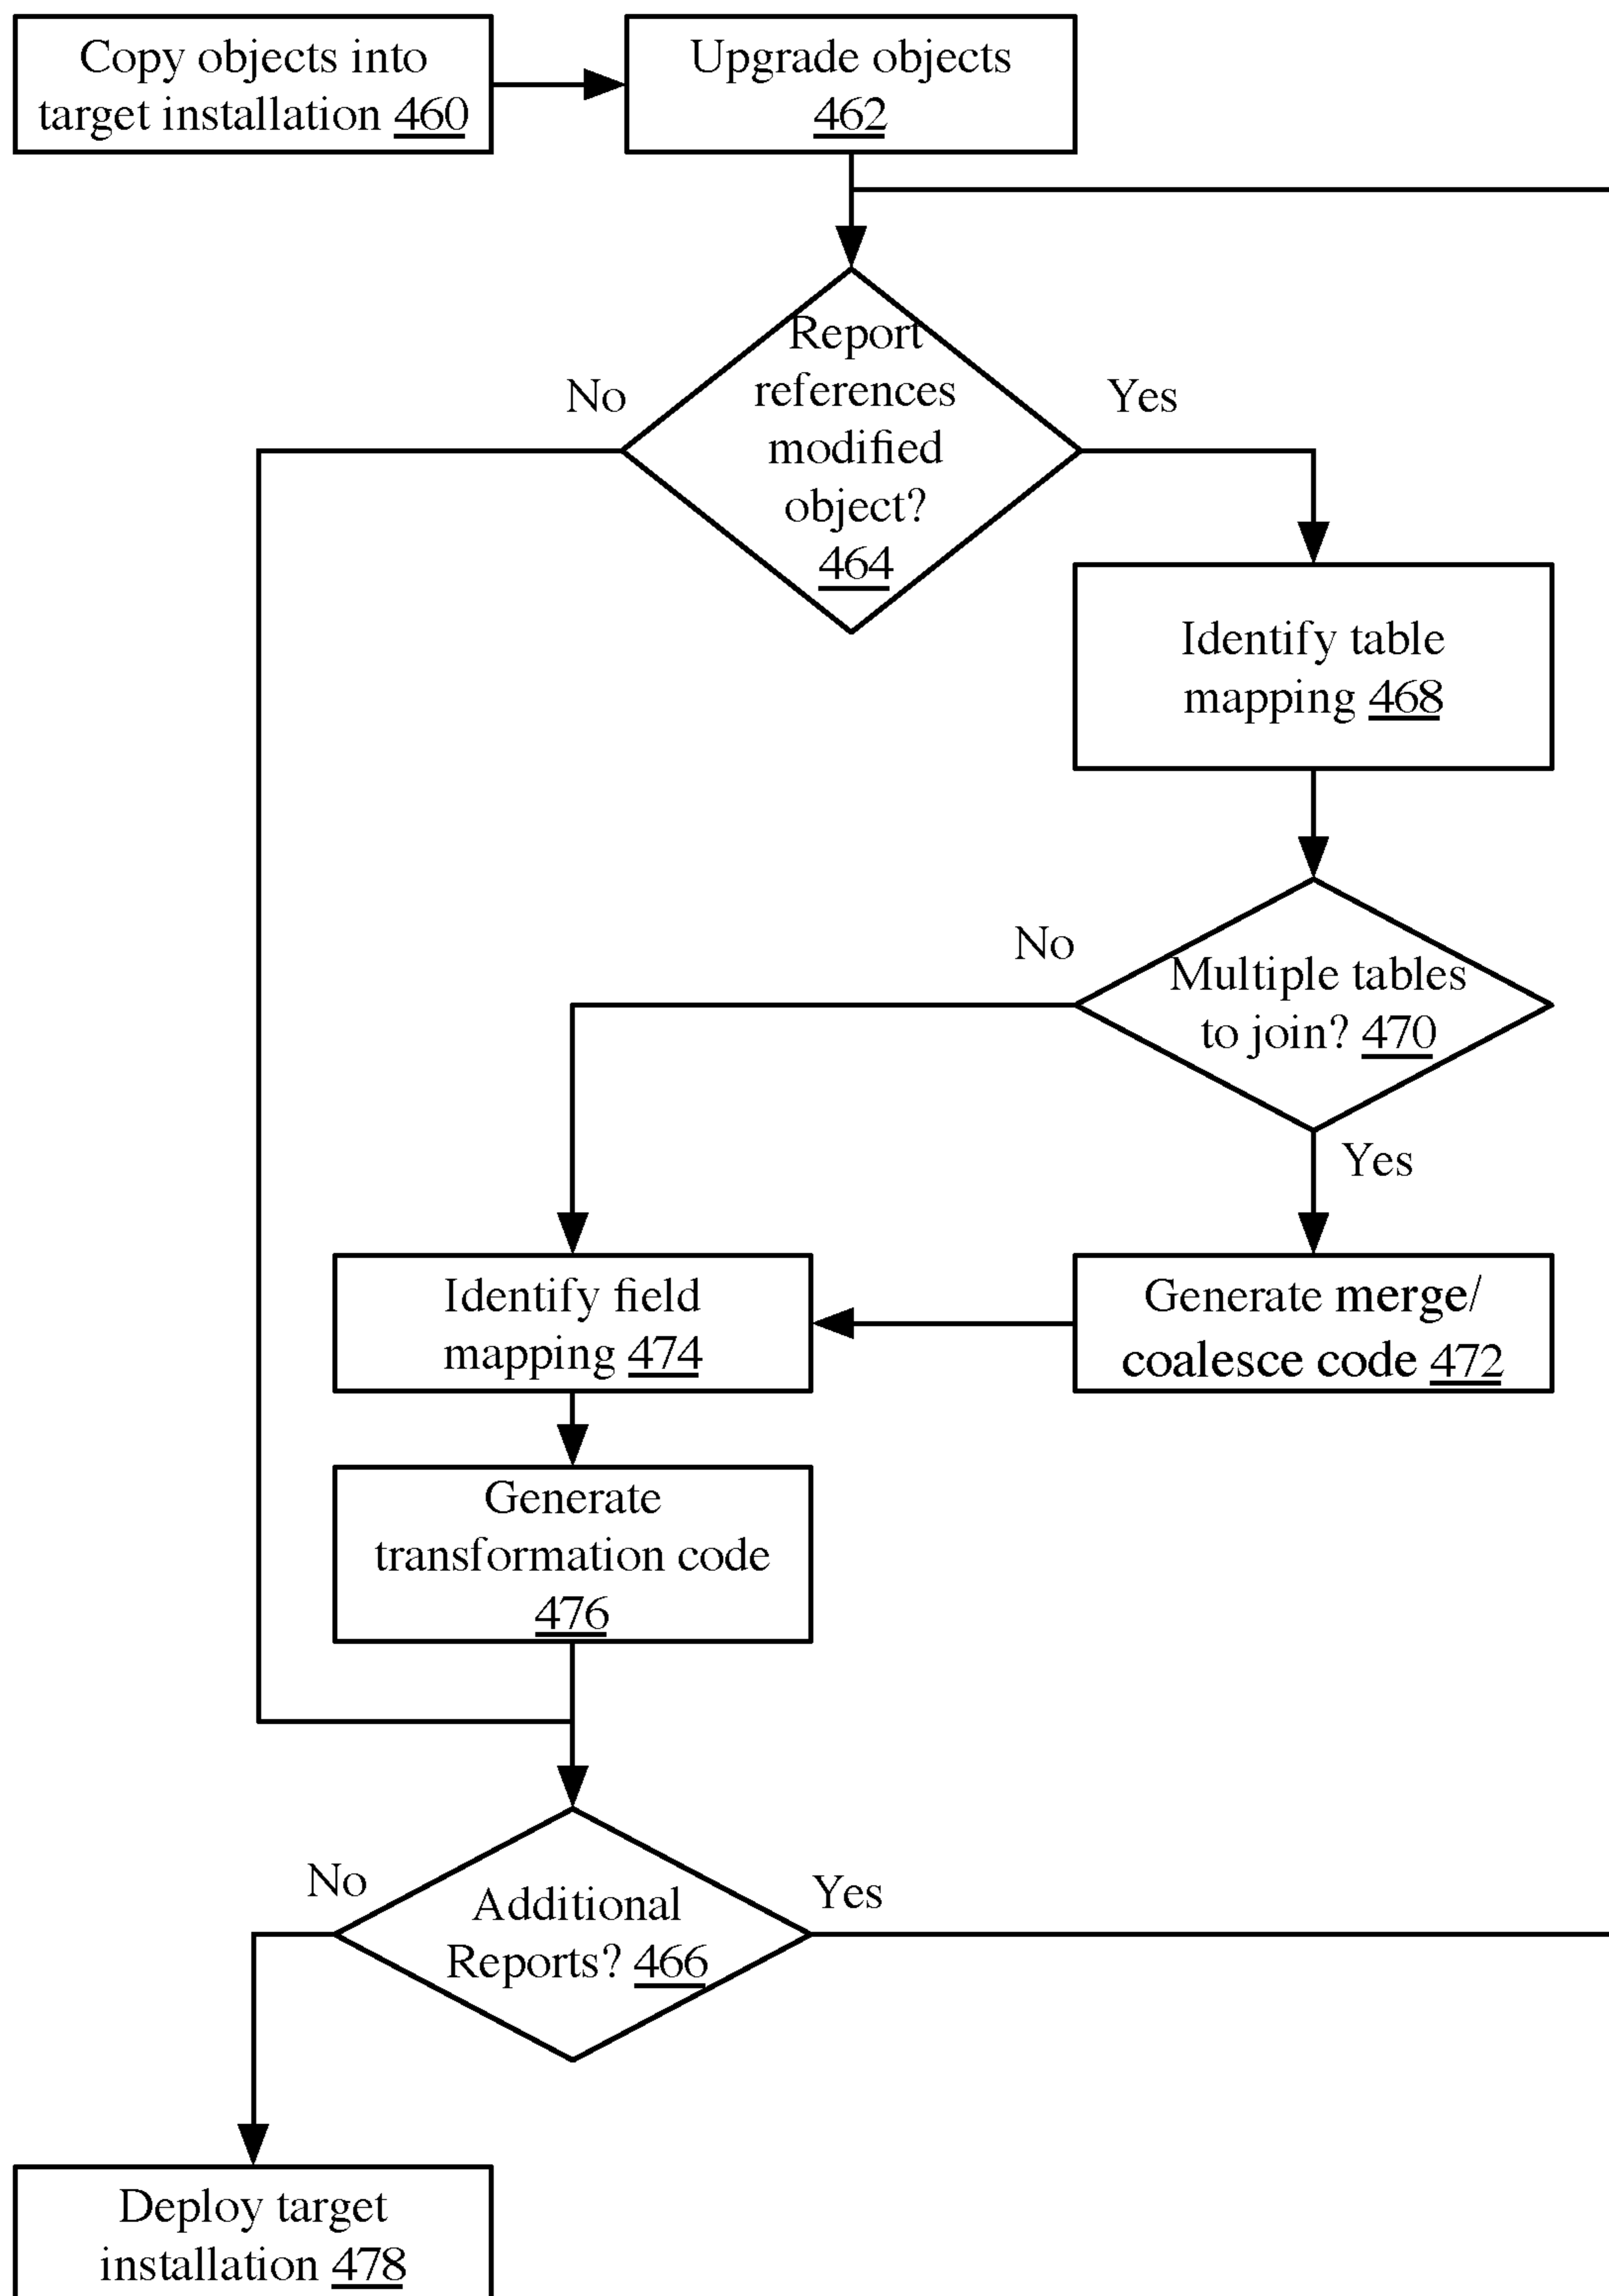 Copy objects into
target installation 460
Upgrade objects
462
Report
references
modified
object?
464
No
Yes
Identify table
mapping 468
No
Multiple tables
to join? 470
Yes
Identify field
mapping 474
Generate merge/
coalesce code 472
Generate
transformation code
476
No
Yes
Additional
Reports? 466
Deploy target
installation 478